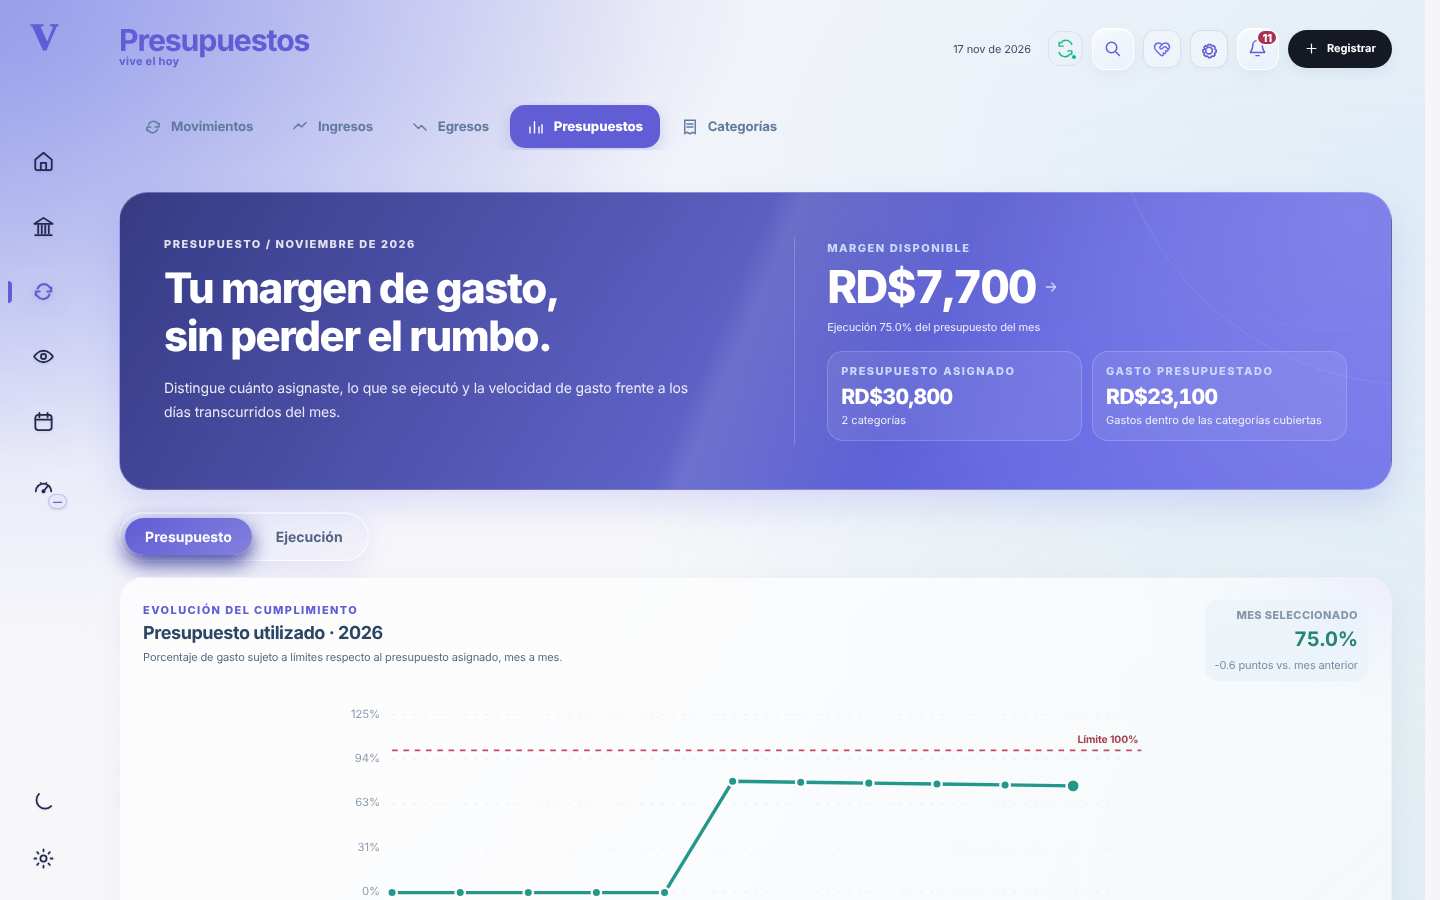 V
Presupuestos
vive el hoy
17 nov de 2026
11
Registrar
Movimientos
Ingresos
Egresos
Presupuestos
Categorías
PRESUPUESTO / NOVIEMBRE DE 2026
Tu margen de gasto,
sin perder el rumbo.
Distingue cuánto asignaste, lo que se ejecutó y la velocidad de gasto frente a los
días transcurridos del mes.
MARGEN DISPONIBLE
RD$7,700 →
Ejecución 75.0% del presupuesto del mes
PRESUPUESTO ASIGNADO
RD$30,800
2 categorías
GASTO PRESUPUESTADO
RD$23,100
Gastos dentro de las categorías cubiertas
Presupuesto
Ejecución
EVOLUCIÓN DEL CUMPLIMIENTO
Presupuesto utilizado · 2026
Porcentaje de gasto sujeto a límites respecto al presupuesto asignado, mes a mes.
MES SELECCIONADO
75.0%
-0.6 puntos vs. mes anterior
125%
Límite 100%
94%
63%
31%
0%